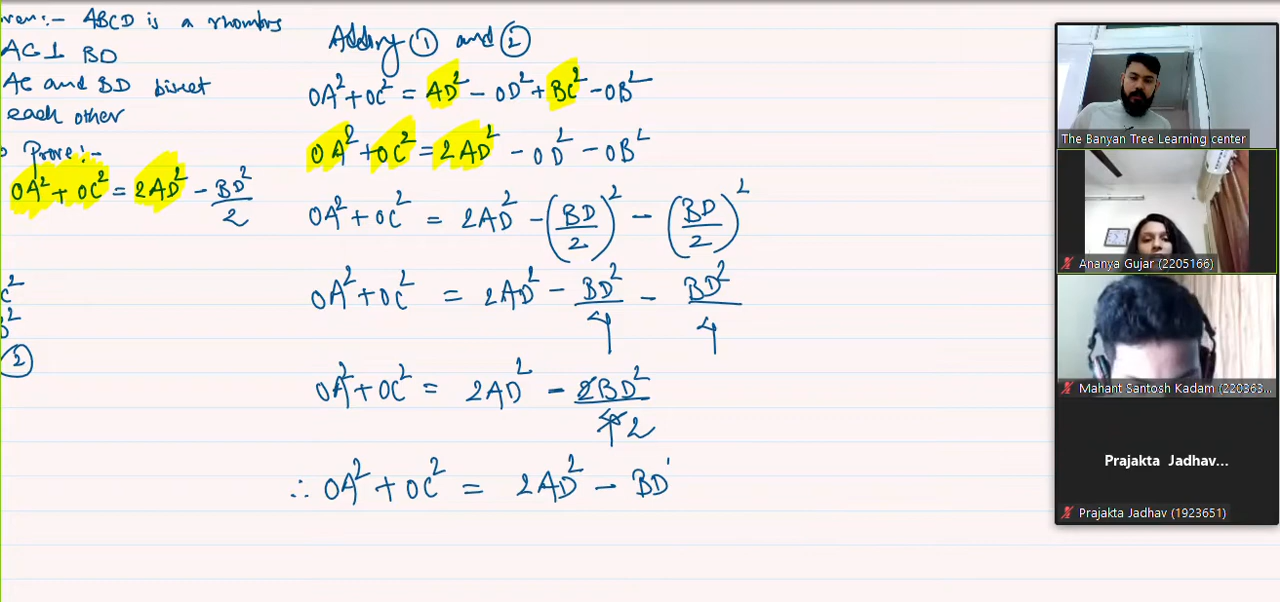 ven:- ABCD is a rhombus
AC ⊥ BD
AC and BD bisect
each other
o Prove:-
OA² + OC² = 2AD² - BD²/2
C²
D²
②
Adding ① and ②
OA² + OC² = AD² - OD² + BC² - OB²
OA² + OC² = 2AD² - OD² - OB²
OA² + OC² = 2AD² - (BD/2)² - (BD/2)²
OA² + OC² = 2AD² - BD²/4 - BD²/4
OA² + OC² = 2AD² - 2BD²/4 2
∴ OA² + OC² = 2AD² - BD
The Banyan Tree Learning center
Ananya Gujar (2205166)
Mahant Santosh Kadam (220363...
Prajakta Jadhav...
Prajakta Jadhav (1923651)